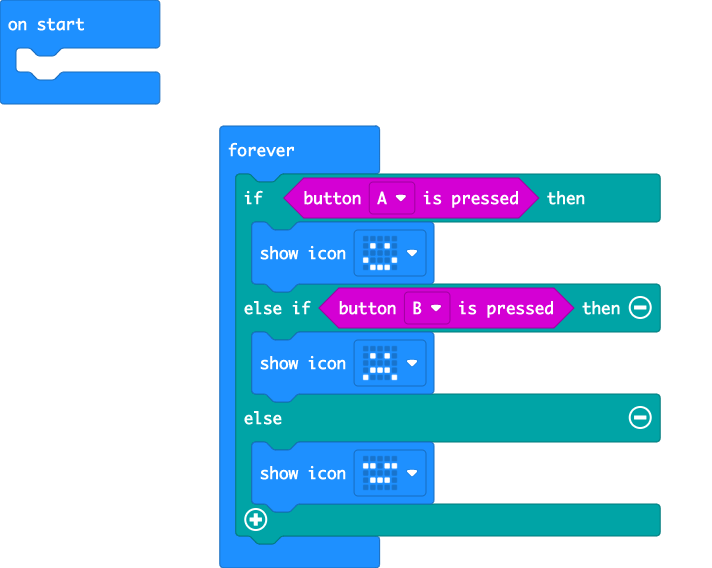 on start
forever
if button A is pressed then
show icon
else if button B is pressed then
show icon
else
show icon